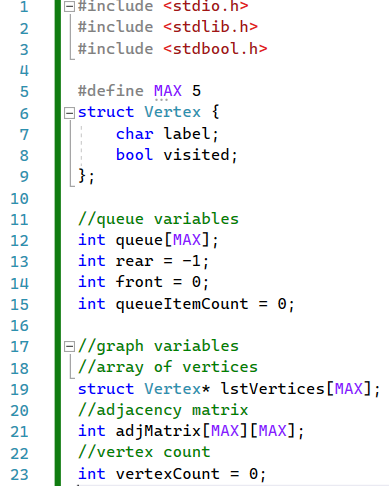 1 #include <stdio.h>
2 #include <stdlib.h>
3 #include <stdbool.h>
4
5 #define MAX 5
6 struct Vertex {
7     char label;
8     bool visited;
9 };
10
11 //queue variables
12 int queue[MAX];
13 int rear = -1;
14 int front = 0;
15 int queueItemCount = 0;
16
17 //graph variables
18 //array of vertices
19 struct Vertex* lstVertices[MAX];
20 //adjacency matrix
21 int adjMatrix[MAX][MAX];
22 //vertex count
23 int vertexCount = 0;